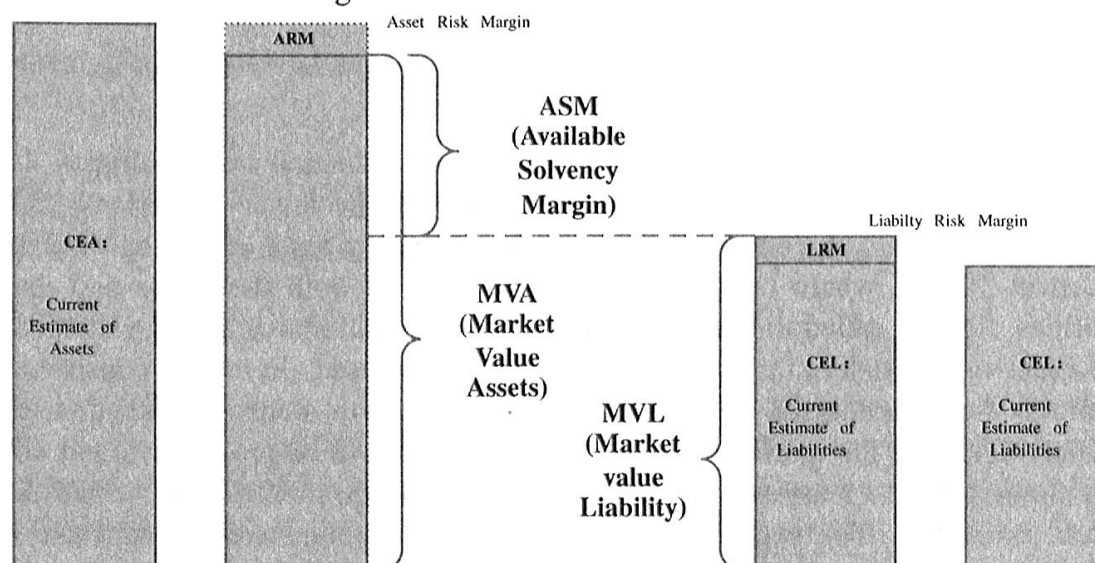 Asset Risk Margin
ARM
ASM
(Available
Solvency
Margin)
Liabilty Risk Margin
LRM
CEA:
Current
Estimate of
Assets
MVA
(Market
Value
Assets)
MVL
(Market
value
Liability)
CEL:
Current
Estimate of
Liabilities
CEL:
Current
Estimate of
Liabilities